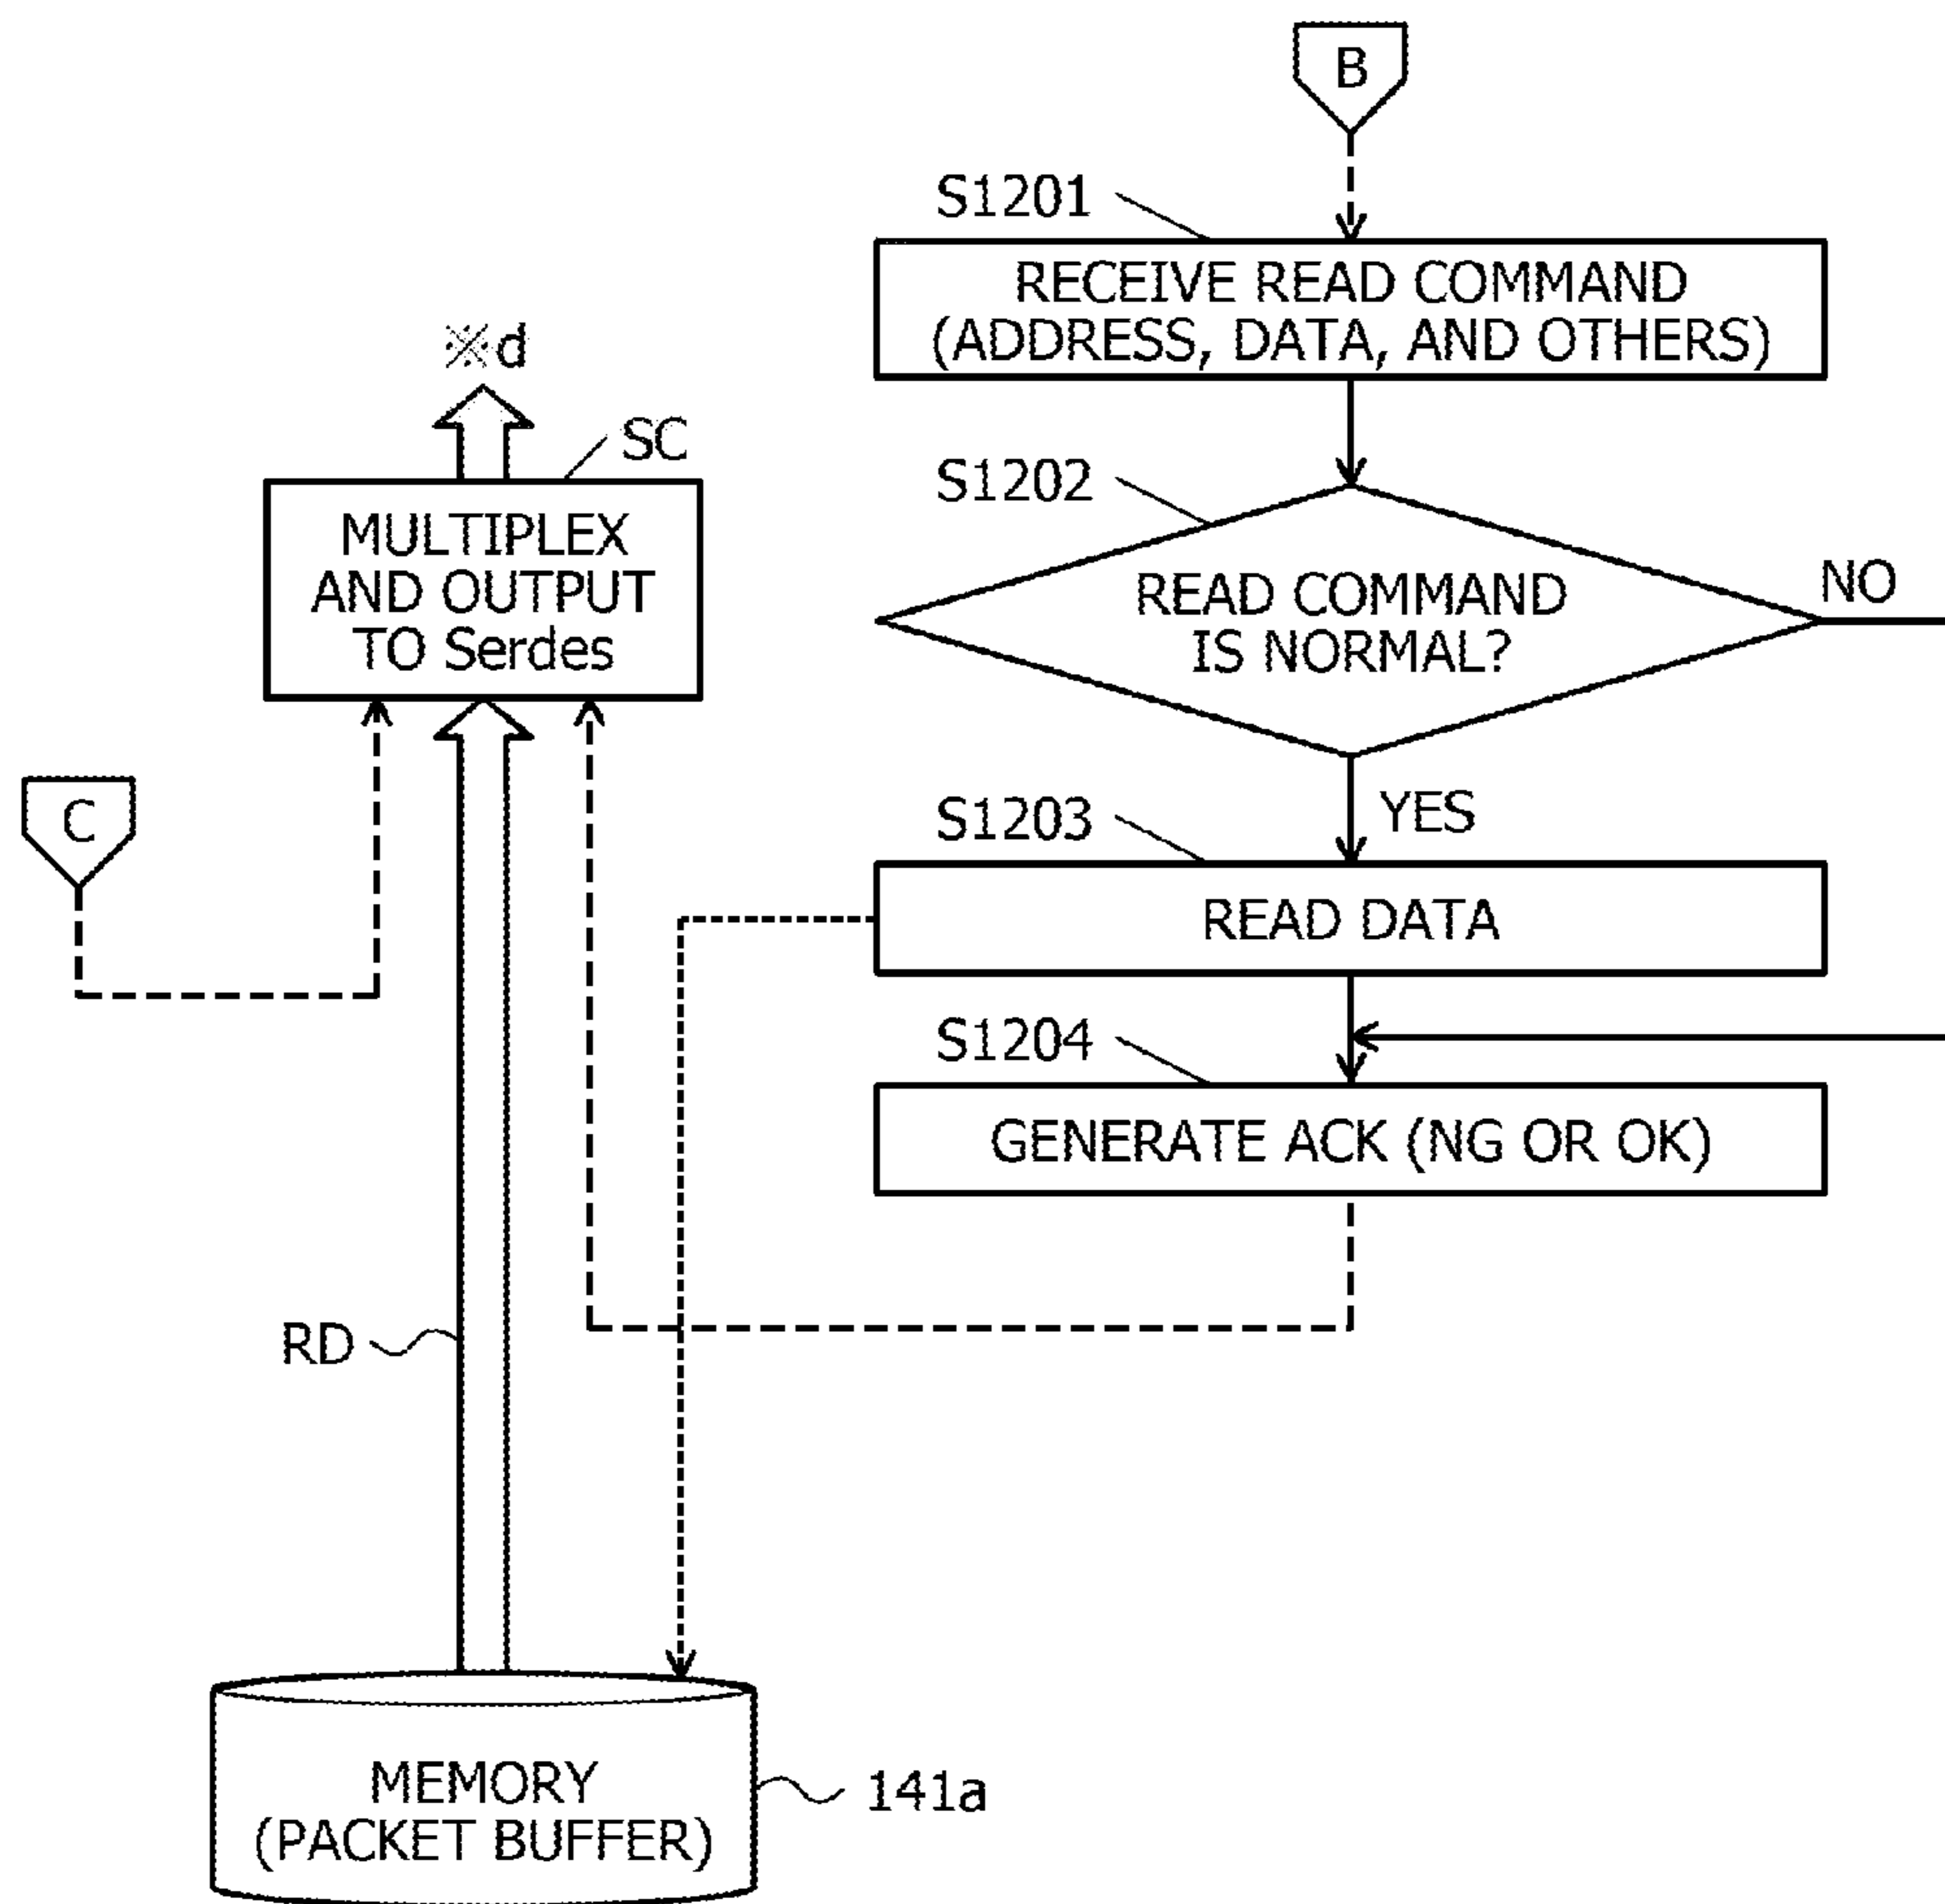 B
S1201
RECEIVE READ COMMAND
(ADDRESS, DATA, AND OTHERS)
※d
SC
MULTIPLEX
AND OUTPUT
TO Serdes
S1202
READ COMMAND
IS NORMAL?
NO
YES
C
S1203
READ DATA
S1204
GENERATE ACK (NG OR OK)
RD
MEMORY
(PACKET BUFFER)
141a